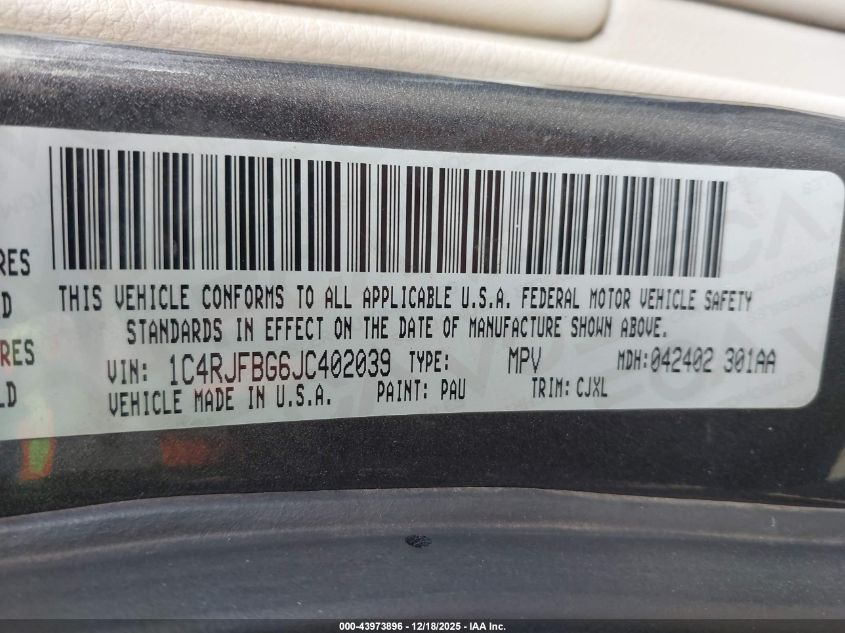 RES
D
RES
LD
THIS VEHICLE CONFORMS TO ALL APPLICABLE U.S.A. FEDERAL MOTOR VEHICLE SAFETY
STANDARDS IN EFFECT ON THE DATE OF MANUFACTURE SHOWN ABOVE.
VIN: 1C4RJFBG6JC402039 TYPE: MPV MDH:042402 301AA
VEHICLE MADE IN U.S.A. PAINT: PAU TRIM: CJXL
000-43973896 - 12/18/2025 - IAA Inc.